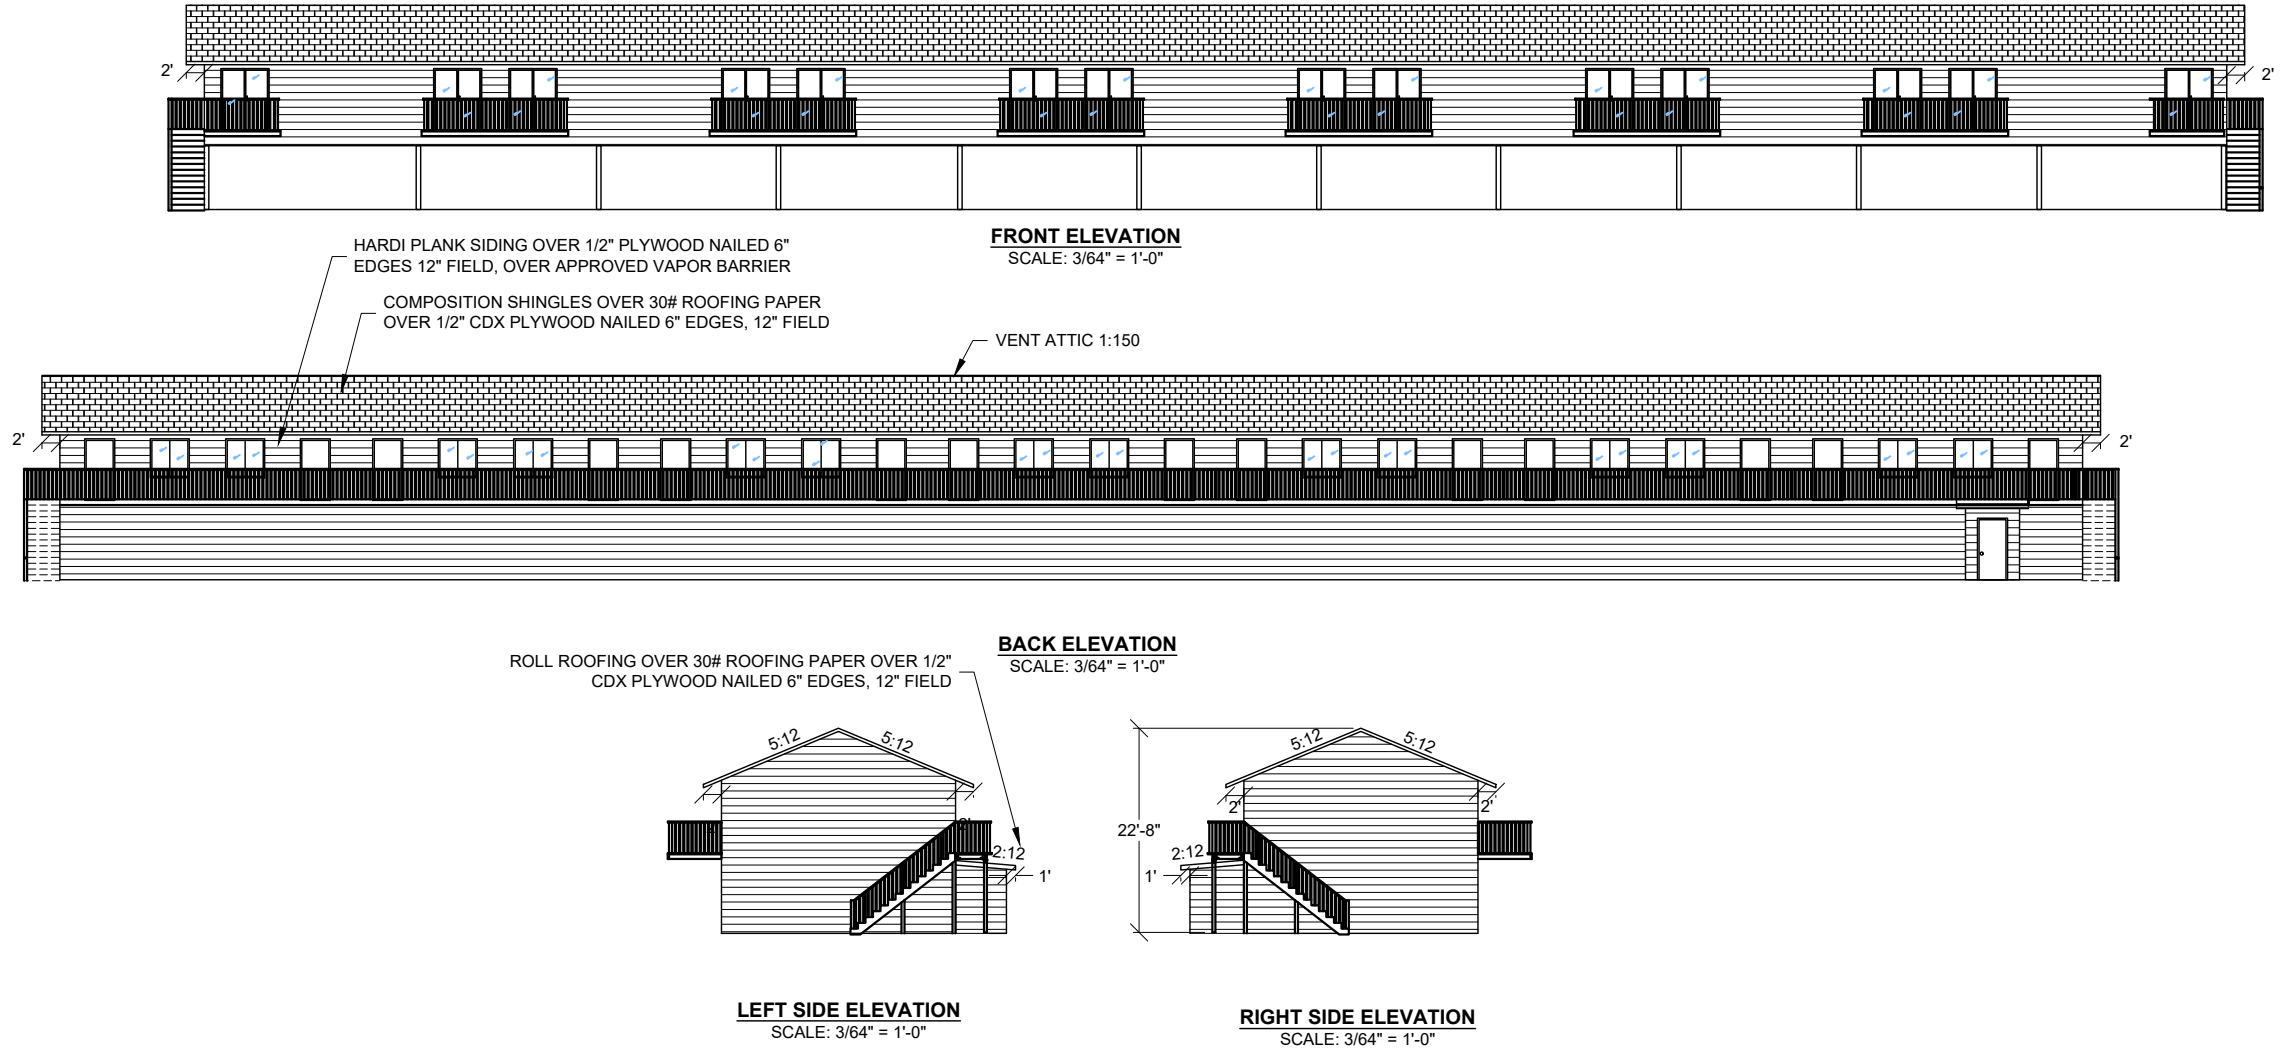 2'
2'
FRONT ELEVATION
SCALE: 3/64" = 1'-0"
HARDI PLANK SIDING OVER 1/2" PLYWOOD NAILED 6"
EDGES 12" FIELD, OVER APPROVED VAPOR BARRIER
COMPOSITION SHINGLES OVER 30# ROOFING PAPER
OVER 1/2" CDX PLYWOOD NAILED 6" EDGES, 12" FIELD
VENT ATTIC 1:150
2'
2'
BACK ELEVATION
SCALE: 3/64" = 1'-0"
ROLL ROOFING OVER 30# ROOFING PAPER OVER 1/2"
CDX PLYWOOD NAILED 6" EDGES, 12" FIELD
5:12
5:12
2'
2:12
1'
LEFT SIDE ELEVATION
SCALE: 3/64" = 1'-0"
5:12
5:12
2'
2'
22'-8"
2:12
1'
RIGHT SIDE ELEVATION
SCALE: 3/64" = 1'-0"